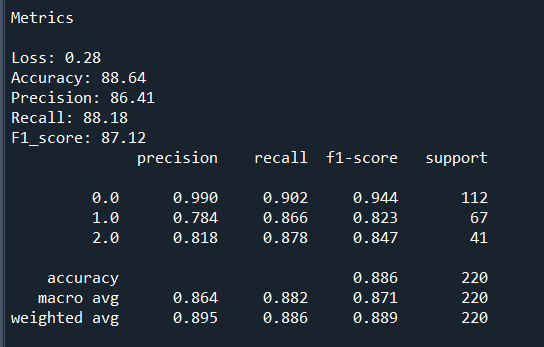 Metrics
Loss: 0.28
Accuracy: 88.64
Precision: 86.41
Recall: 88.18
F1_score: 87.12
precision recall f1-score support
0.0 0.990 0.902 0.944 112
1.0 0.784 0.866 0.823 67
2.0 0.818 0.878 0.847 41
accuracy 0.886 220
macro avg 0.864 0.882 0.871 220
weighted avg 0.895 0.886 0.889 220